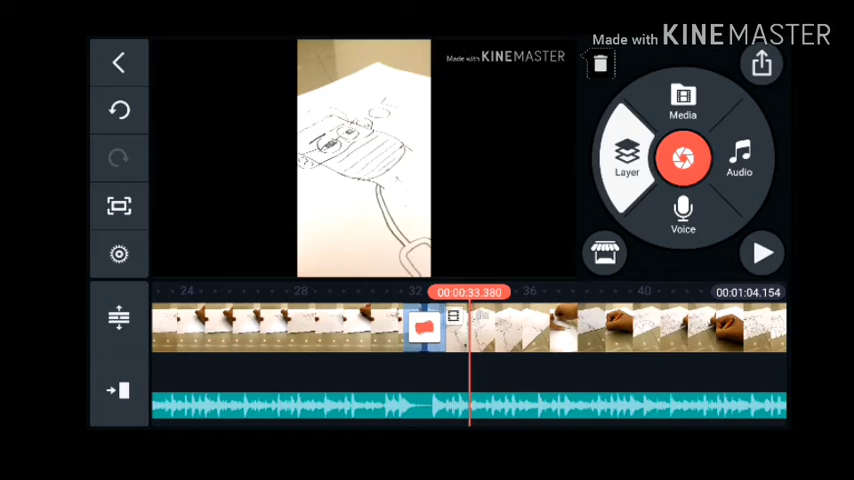 Made with KINEMASTER
Made with KINEMASTER
Media
Layer
Audio
Voice
24
28
32
36
40
00:00:33.380
00:01:04.154